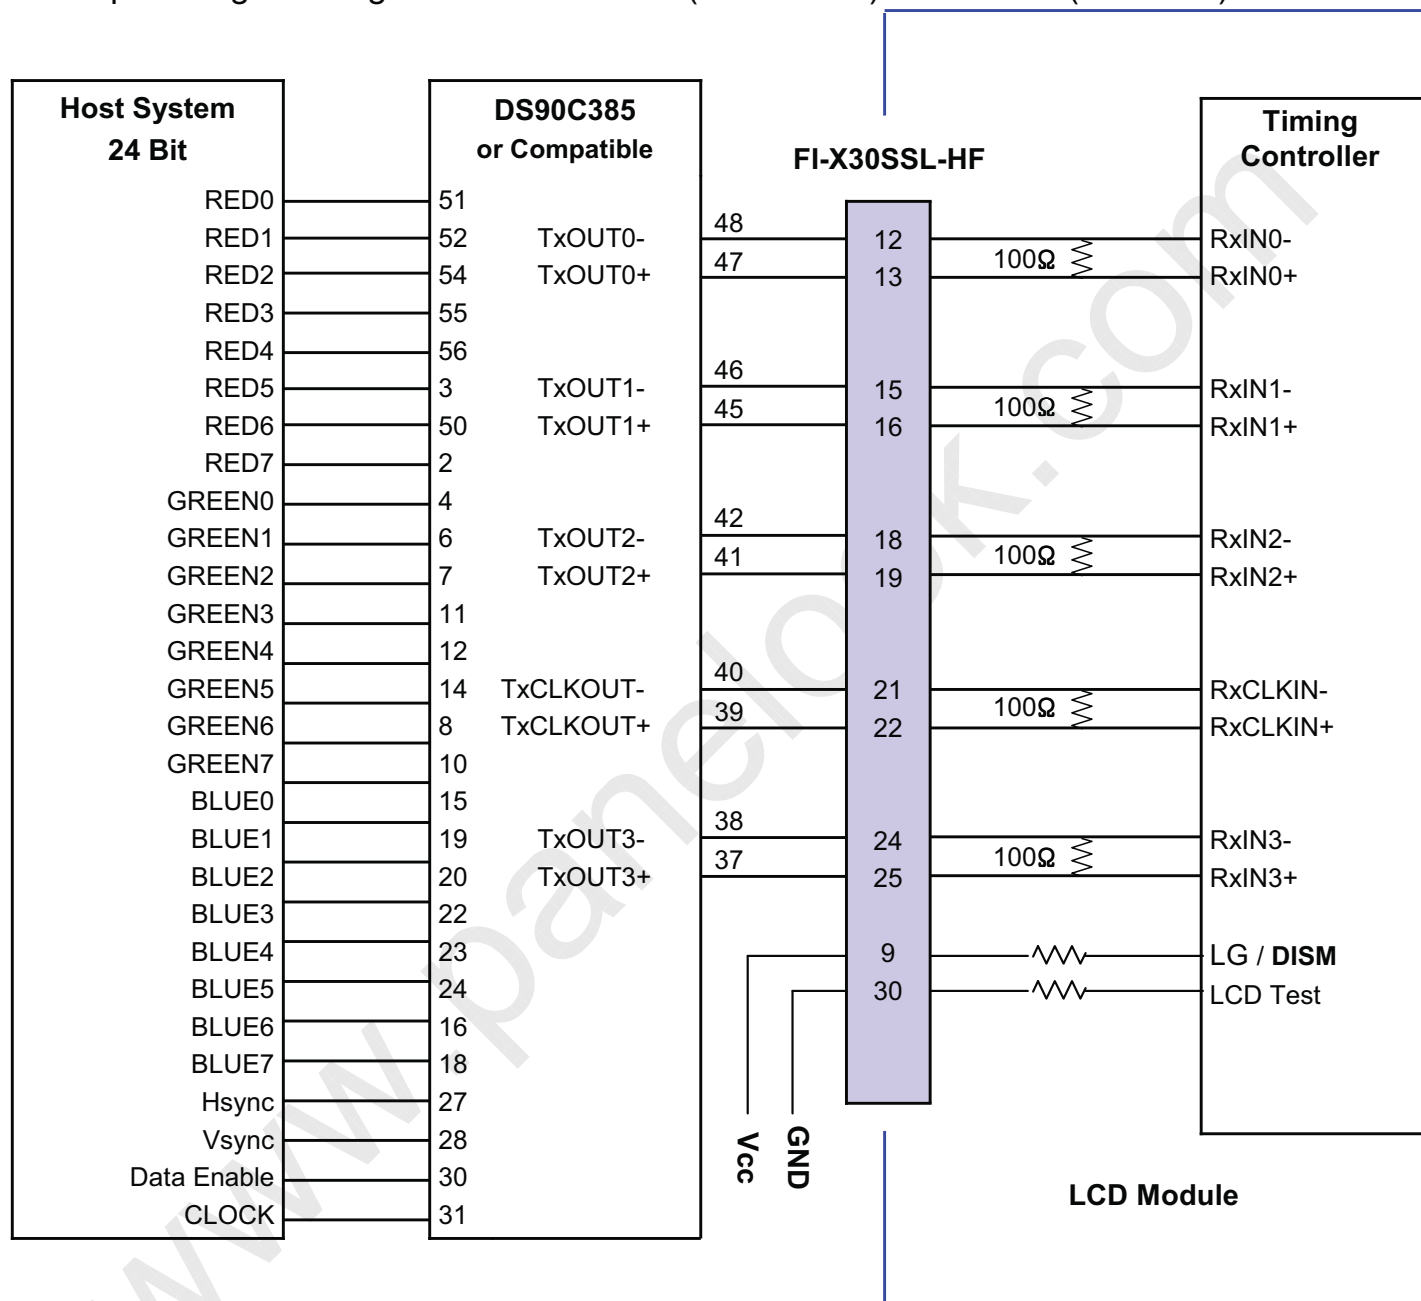 Host System
24 Bit
RED0
RED1
RED2
RED3
RED4
RED5
RED6
RED7
GREEN0
GREEN1
GREEN2
GREEN3
GREEN4
GREEN5
GREEN6
GREEN7
BLUE0
BLUE1
BLUE2
BLUE3
BLUE4
BLUE5
BLUE6
BLUE7
Hsync
Vsync
Data Enable
CLOCK
DS90C385
or Compatible
51
52
54
55
56
3
50
2
4
6
7
11
12
14
8
10
15
19
20
22
23
24
16
18
27
28
30
31
TxOUT0-
TxOUT0+
TxOUT1-
TxOUT1+
TxOUT2-
TxOUT2+
TxCLKOUT-
TxCLKOUT+
TxOUT3-
TxOUT3+
48
47
46
45
42
41
40
39
38
37
Vcc
GND
FI-X30SSL-HF
12
13
15
16
18
19
21
22
24
25
9
30
100Ω
100Ω
100Ω
100Ω
100Ω
Timing
Controller
RxIN0-
RxIN0+
RxIN1-
RxIN1+
RxIN2-
RxIN2+
RxCLKIN-
RxCLKIN+
RxIN3-
RxIN3+
LG / DISM
LCD Test
LCD Module
www.panelook.com